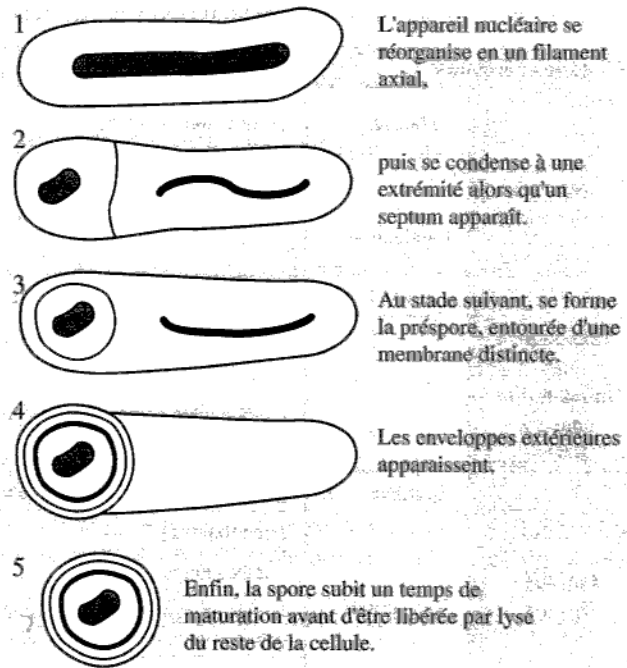 1
L'appareil nucléaire se
réorganise en un filament
axial,
2
puis se condense à une
extrémité alors qu'un
septum apparaît.
3
Au stade suivant, se forme
la préspore, entourée d'une
membrane distincte.
4
Les enveloppes extérieures
apparaissent.
5
Enfin, la spore subit un temps de
maturation avant d'être libérée par lyse
du reste de la cellule.